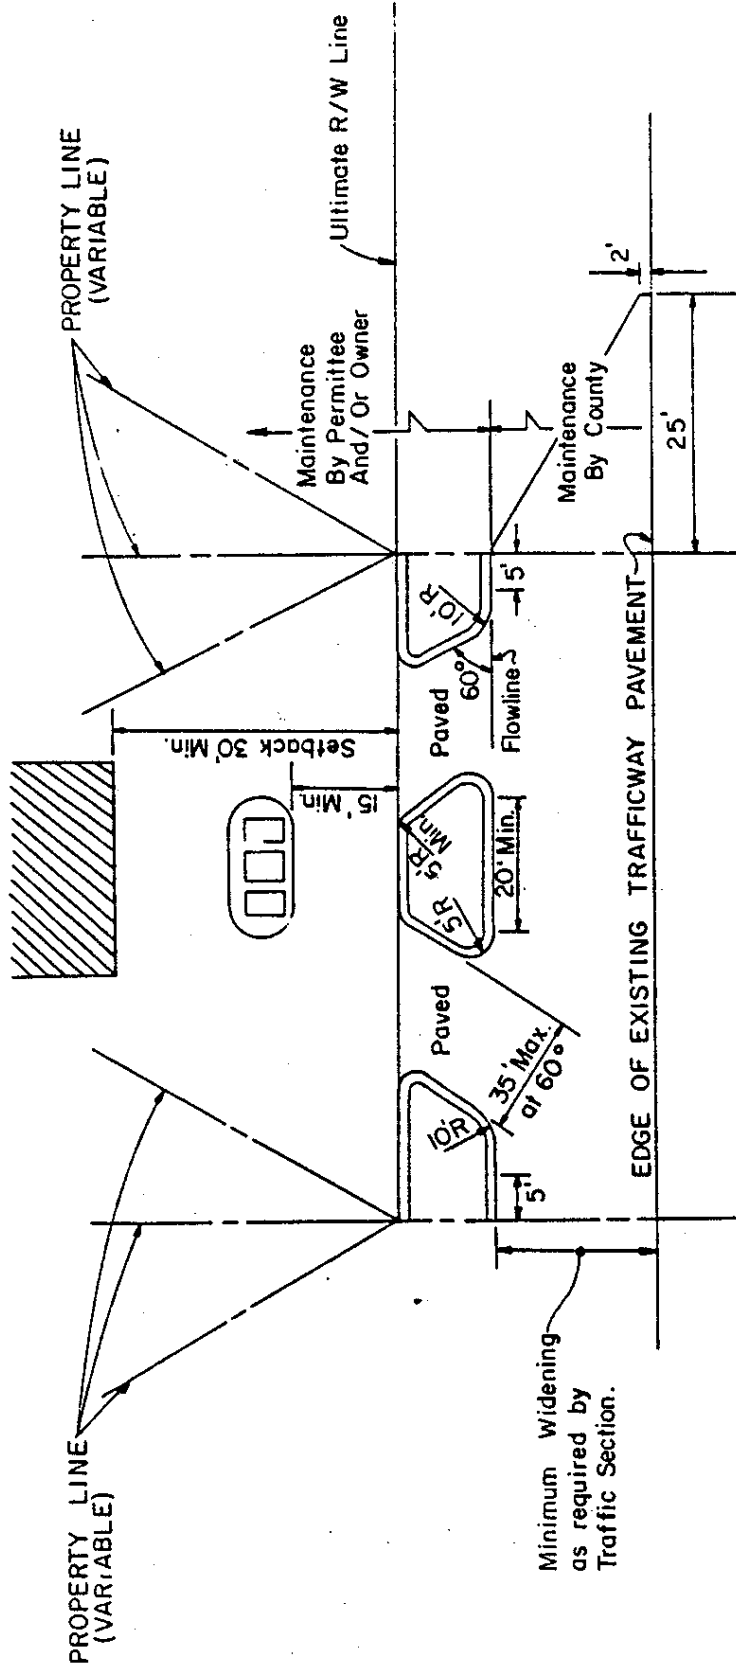 PROPERTY LINE
(VARIABLE)
PROPERTY LINE
(VARIABLE)
Setback 30' Min.
15' Min.
Ultimate R/W Line
Maintenance
By Permittee
And/Or Owner
Paved
Paved
10'R
5'R
5'R
Min.
10'R
60°
20' Min.
Flowline
5'
5'
35' Max.
at 60°
Maintenance
By County
2'
25'
EDGE OF EXISTING TRAFFICWAY PAVEMENT
Minimum Widening
as required by
Traffic Section.